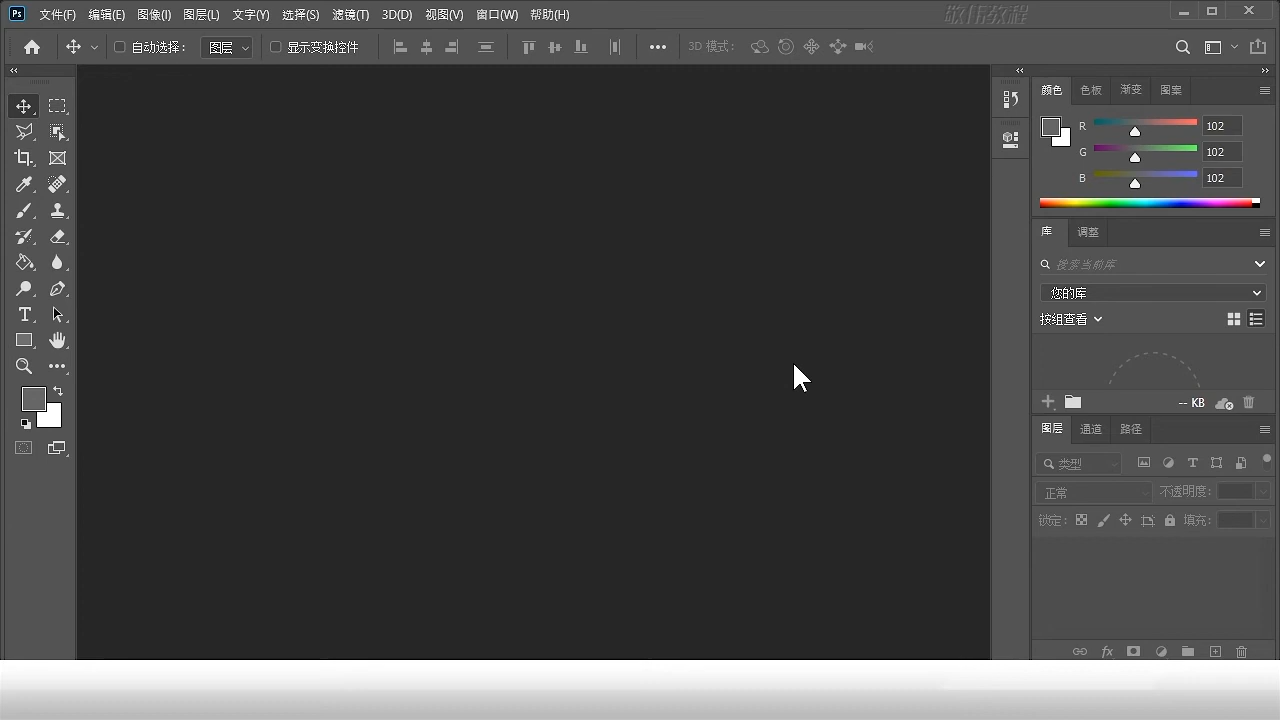 Ps 文件(F) 编辑(E) 图像(I) 图层(L) 文字(Y) 选择(S) 滤镜(T) 3D(D) 视图(V) 窗口(W) 帮助(H)
自动选择: 图层 显示变换控件 3D 模式:
颜色 色板 渐变 图案
R 102
G 102
B 102
库 调整
搜索当前库
您的库
按组查看
-- KB
图层 通道 路径
类型
正常 不透明度:
锁定: 填充:
fx